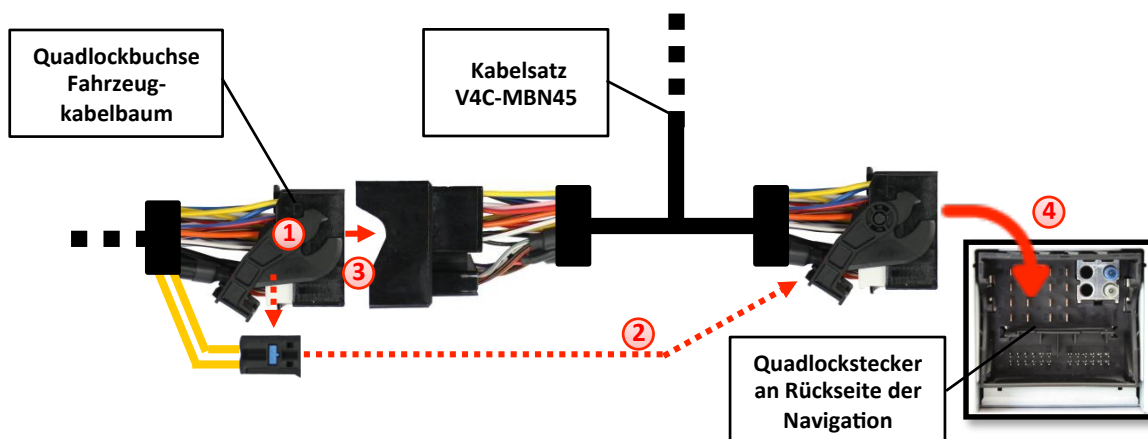 Quadlockbuchse
Fahrzeug-
kabelbaum
Kabelsatz
V4C-MBN45
1
3
2
4
Quadlockstecker
an Rückseite der
Navigation